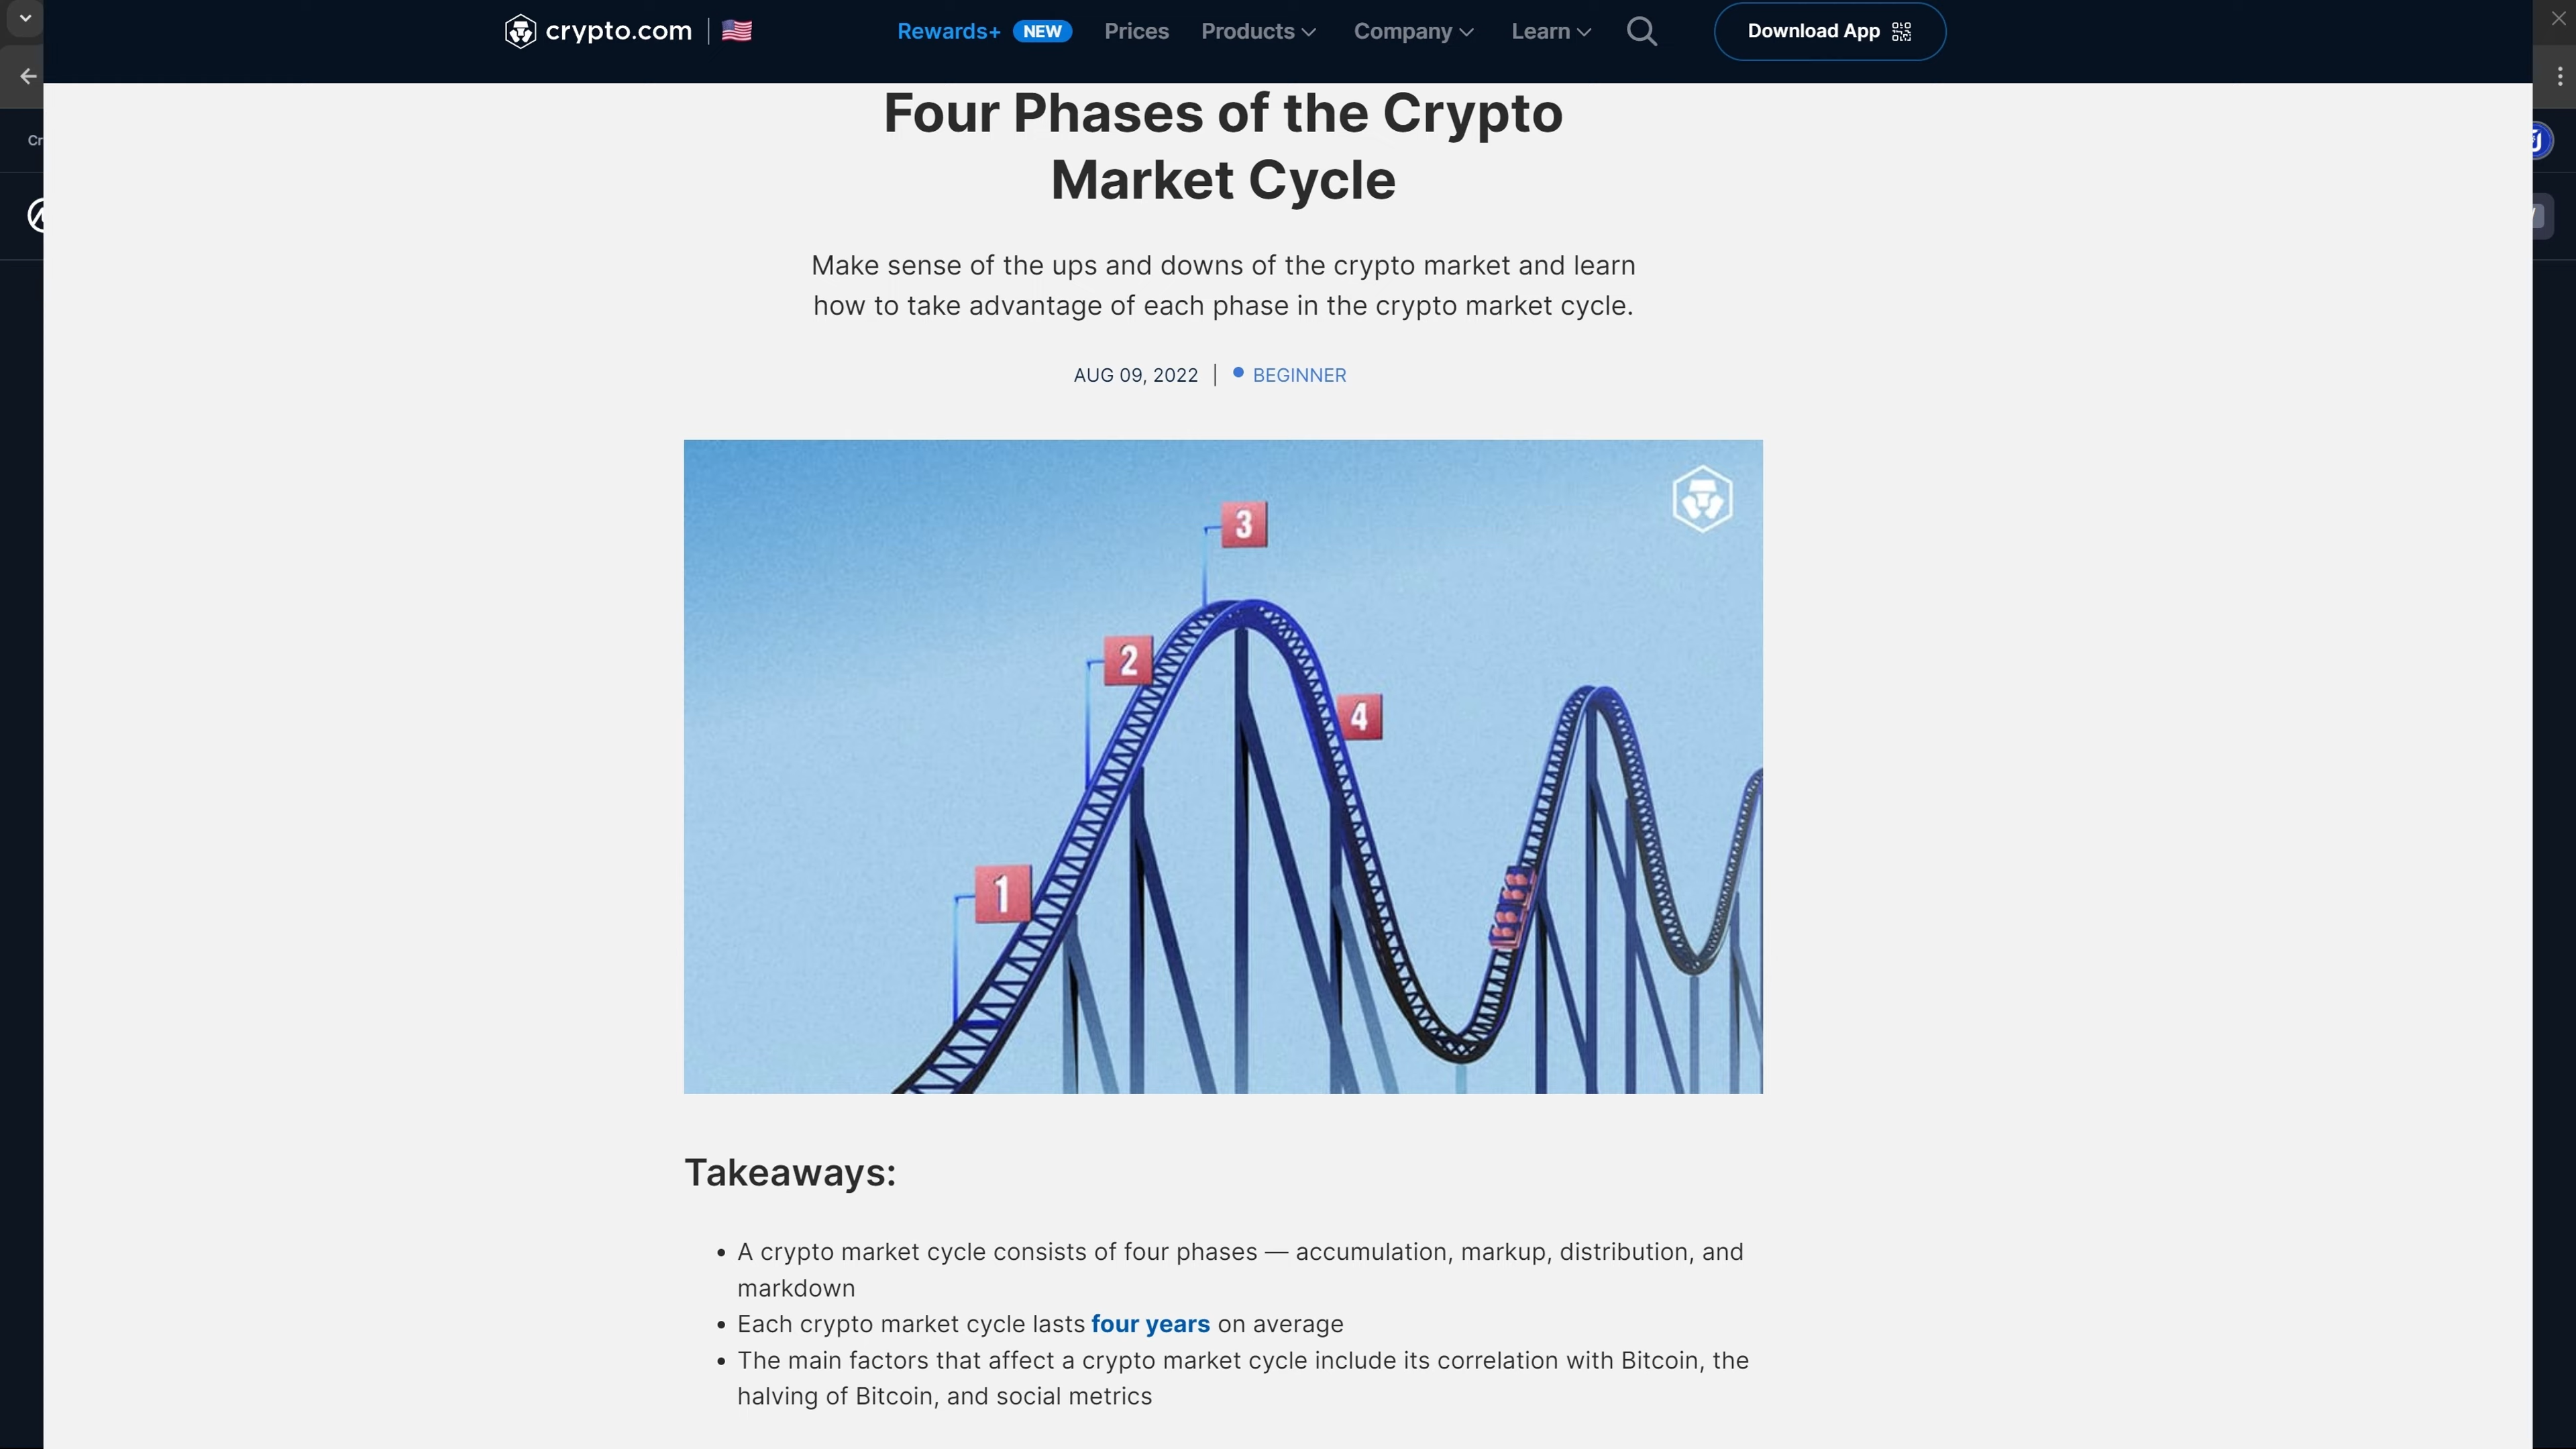 crypto.com
Rewards+ NEW Prices Products Company Learn Download App
Four Phases of the Crypto
Market Cycle
Make sense of the ups and downs of the crypto market and learn
how to take advantage of each phase in the crypto market cycle.
AUG 09, 2022 | • BEGINNER
3
2
4
1
Takeaways:
• A crypto market cycle consists of four phases — accumulation, markup, distribution, and
markdown
• Each crypto market cycle lasts four years on average
• The main factors that affect a crypto market cycle include its correlation with Bitcoin, the
halving of Bitcoin, and social metrics
Cr